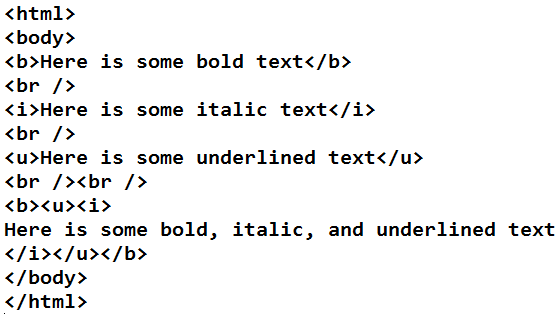 <html>
<body>
<b>Here is some bold text</b>
<br />
<i>Here is some italic text</i>
<br />
<u>Here is some underlined text</u>
<br /><br />
<b><u><i>
Here is some bold, italic, and underlined text
</i></u></b>
</body>
</html>